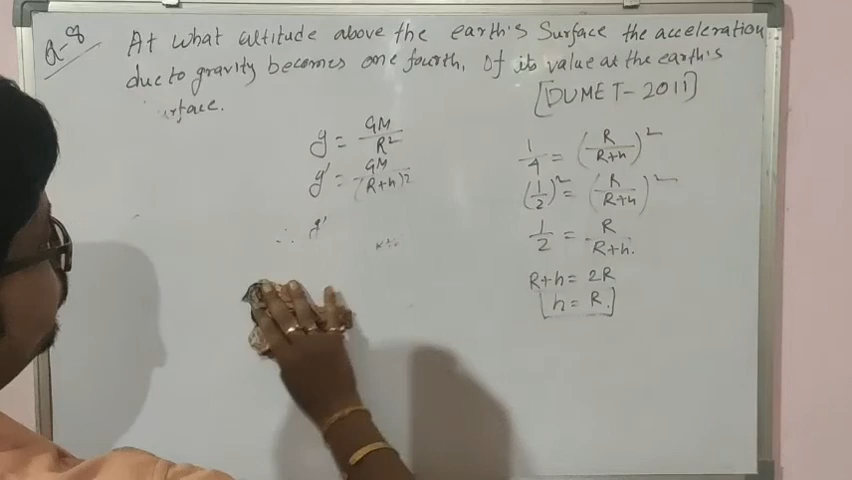 Q-8 At what altitude above the earth's Surface the acceleration
due to gravity becomes one fourth, of its value at the earth's
urface.
[DUMET-2011]
g = GM/R²
g' = GM/(R+h)²
∴ g'
1/4 = (R/R+h)²
(1/2)² = (R/R+h)²
1/2 = R/R+h.
R+h = 2R
[h = R.]